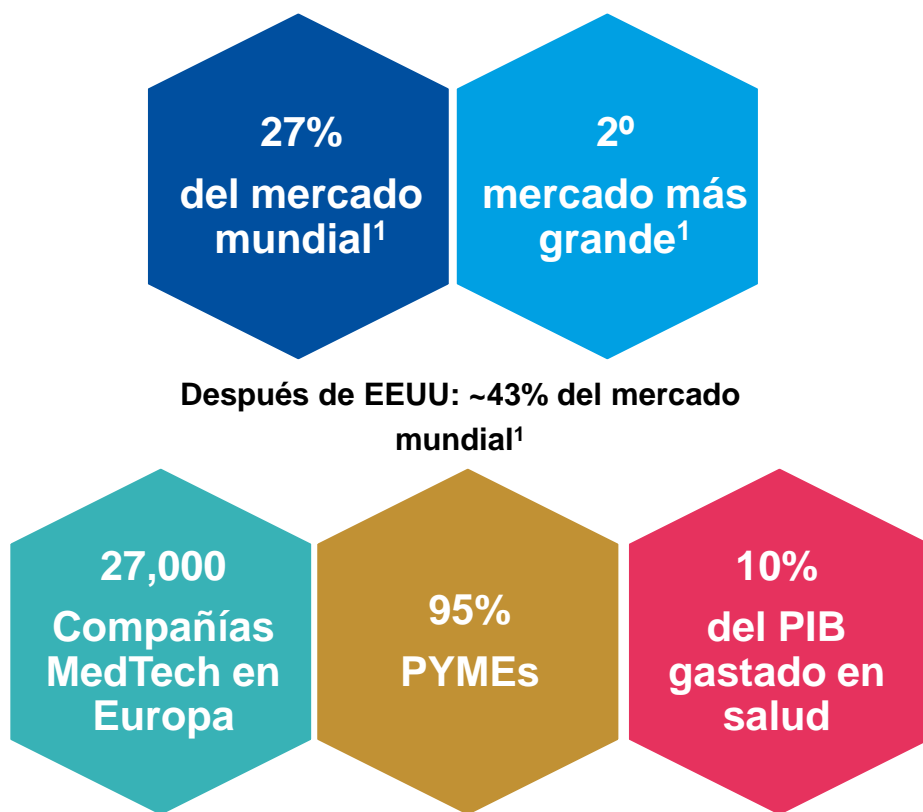 27%
del mercado
mundial¹
2º
mercado más
grande¹
Después de EEUU: ~43% del mercado
mundial¹
27,000
Compañías
MedTech en
Europa
95%
PYMEs
10%
del PIB
gastado en
salud